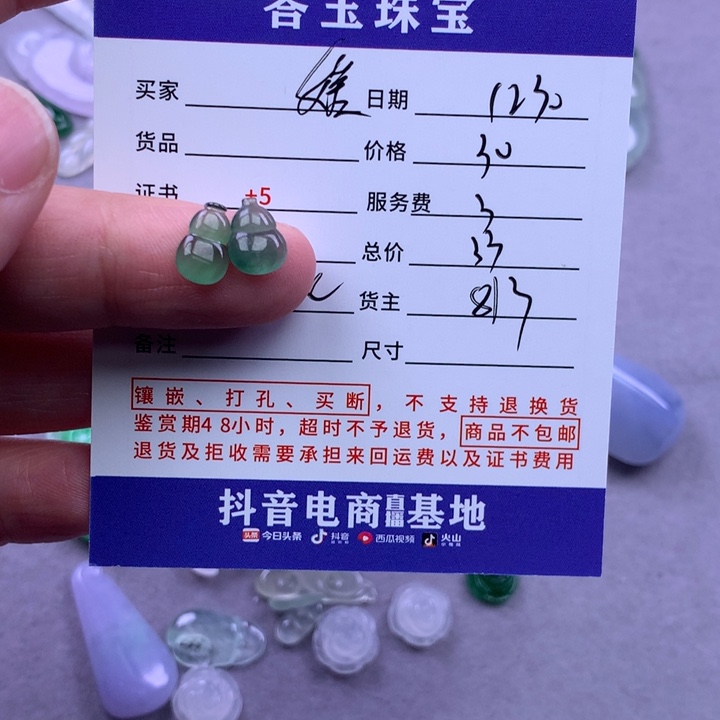 答玉珠宝
买家 日期 1230
货品 价格 30
证书 +5 服务费 3
总价 33
货主 813
备注 尺寸
镶嵌、打孔、买断，不支持退换货
鉴赏期48小时，超时不予退货，商品不包邮
退货及拒收需要承担来回运费以及证书费用
抖音电商直播基地
头条 今日头条 抖音 西瓜视频 火山